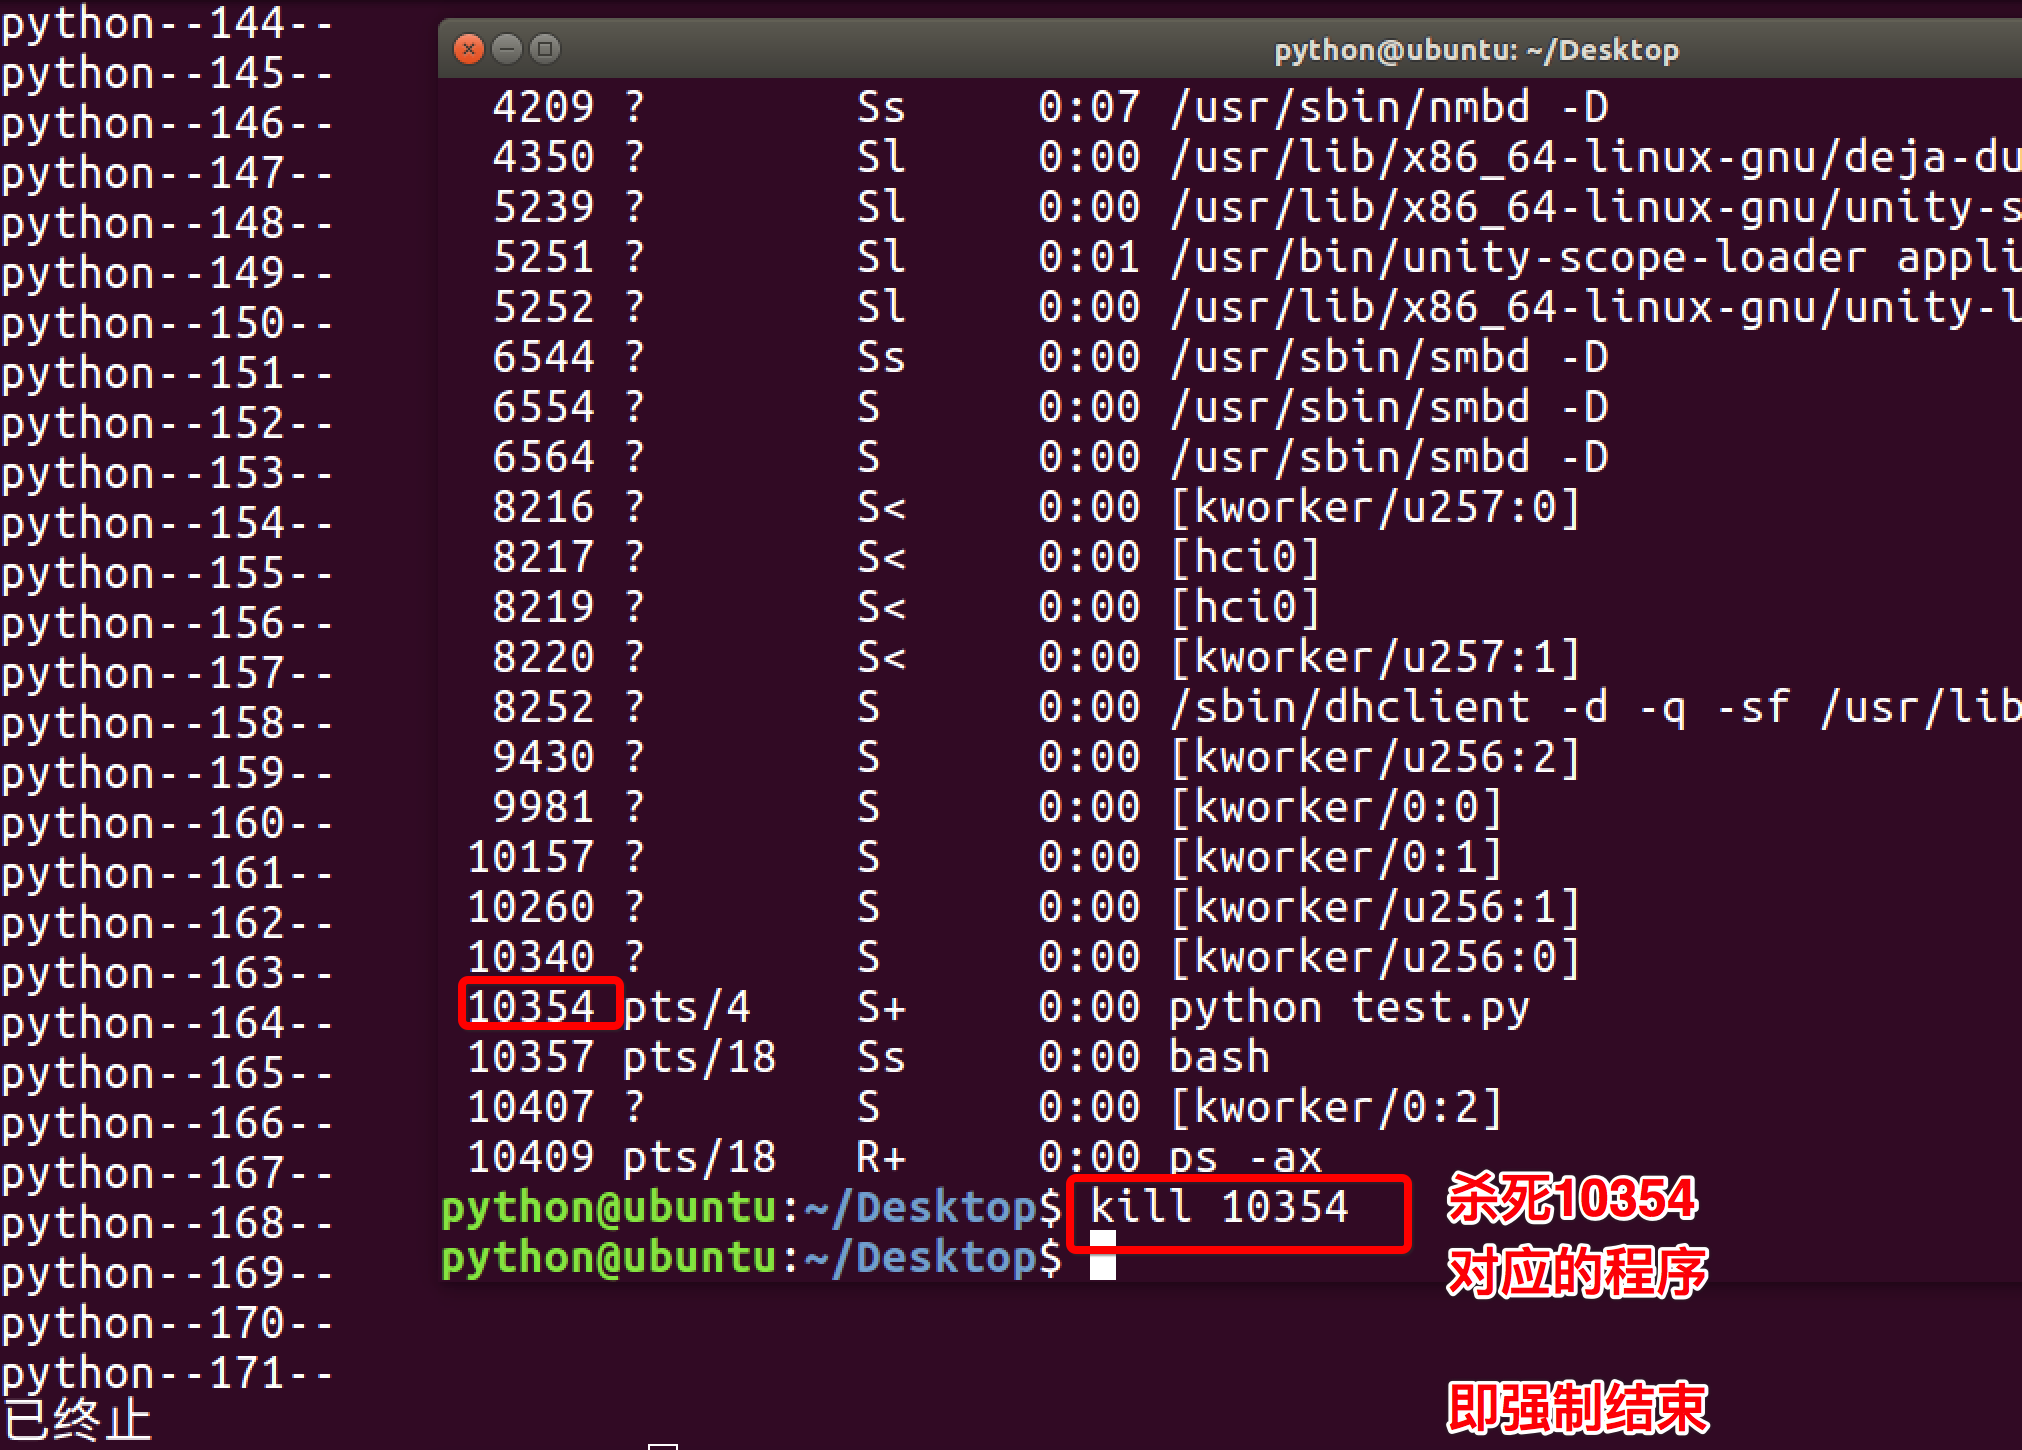 python--144--
python--145--
python--146--
python--147--
python--148--
python--149--
python--150--
python--151--
python--152--
python--153--
python--154--
python--155--
python--156--
python--157--
python--158--
python--159--
python--160--
python--161--
python--162--
python--163--
python--164--
python--165--
python--166--
python--167--
python--168--
python--169--
python--170--
python--171--
已终止
python@ubuntu: ~/Desktop
4209 ? Ss 0:07 /usr/sbin/nmbd -D
4350 ? Sl 0:00 /usr/lib/x86_64-linux-gnu/deja-du
5239 ? Sl 0:00 /usr/lib/x86_64-linux-gnu/unity-s
5251 ? Sl 0:01 /usr/bin/unity-scope-loader appli
5252 ? Sl 0:00 /usr/lib/x86_64-linux-gnu/unity-l
6544 ? Ss 0:00 /usr/sbin/smbd -D
6554 ? S 0:00 /usr/sbin/smbd -D
6564 ? S 0:00 /usr/sbin/smbd -D
8216 ? S< 0:00 [kworker/u257:0]
8217 ? S< 0:00 [hci0]
8219 ? S< 0:00 [hci0]
8220 ? S< 0:00 [kworker/u257:1]
8252 ? S 0:00 /sbin/dhclient -d -q -sf /usr/lib
9430 ? S 0:00 [kworker/u256:2]
9981 ? S 0:00 [kworker/0:0]
10157 ? S 0:00 [kworker/0:1]
10260 ? S 0:00 [kworker/u256:1]
10340 ? S 0:00 [kworker/u256:0]
10354 pts/4 S+ 0:00 python test.py
10357 pts/18 Ss 0:00 bash
10407 ? S 0:00 [kworker/0:2]
10409 pts/18 R+ 0:00 ps -ax
python@ubuntu:~/Desktop$ kill 10354
python@ubuntu:~/Desktop$
杀死10354
对应的程序
即强制结束